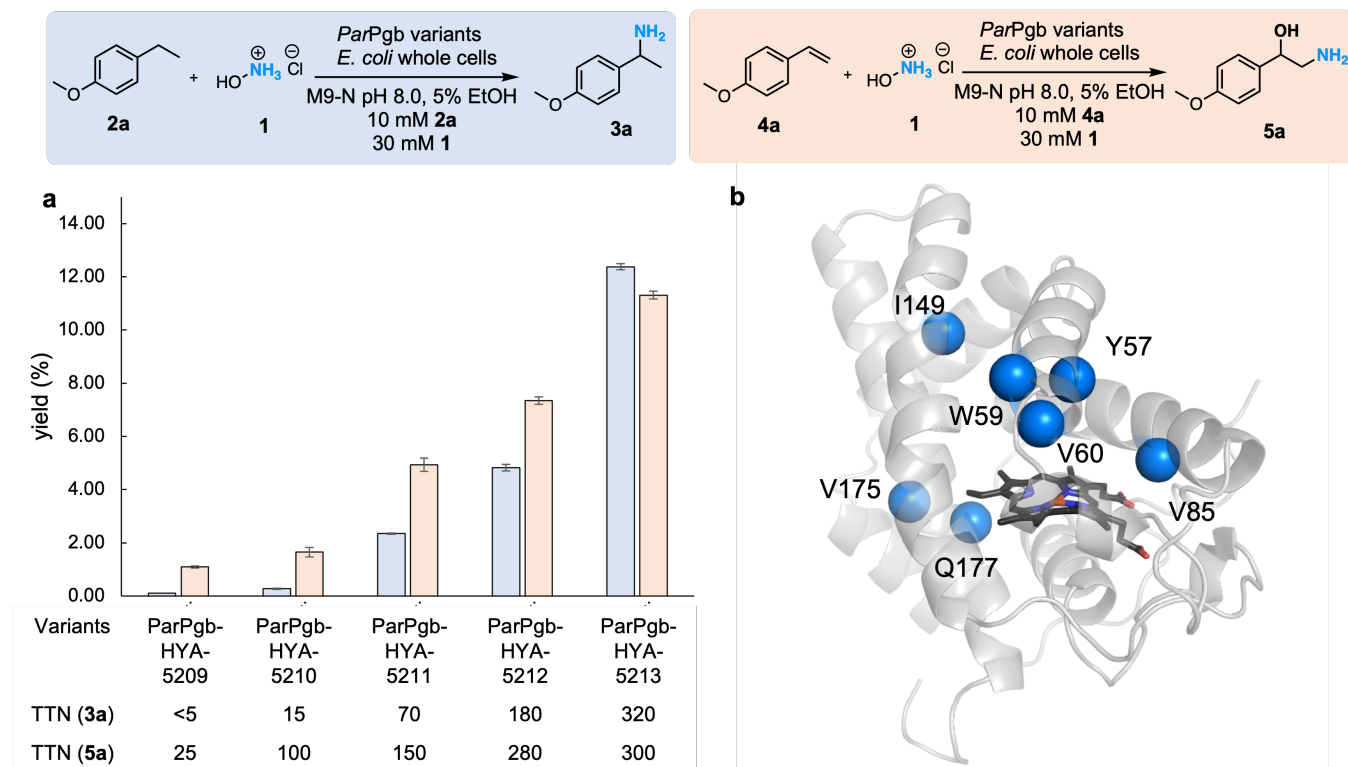 ParPgb variants
E. coli whole cells
M9-N pH 8.0, 5% EtOH
10 mM 2a
30 mM 1
O
2a
+
HO
NH3
+
−
Cl
1
NH2
O
3a
ParPgb variants
E. coli whole cells
M9-N pH 8.0, 5% EtOH
10 mM 4a
30 mM 1
O
4a
+
HO
NH3
+
−
Cl
1
OH
NH2
O
5a
a
yield (%)
14.00
12.00
10.00
8.00
6.00
4.00
2.00
0.00
Variants ParPgb-HYA-5209 ParPgb-HYA-5210 ParPgb-HYA-5211 ParPgb-HYA-5212 ParPgb-HYA-5213
TTN (3a) <5 15 70 180 320
TTN (5a) 25 100 150 280 300
b
I149
Y57
W59
V60
V175
V85
Q177